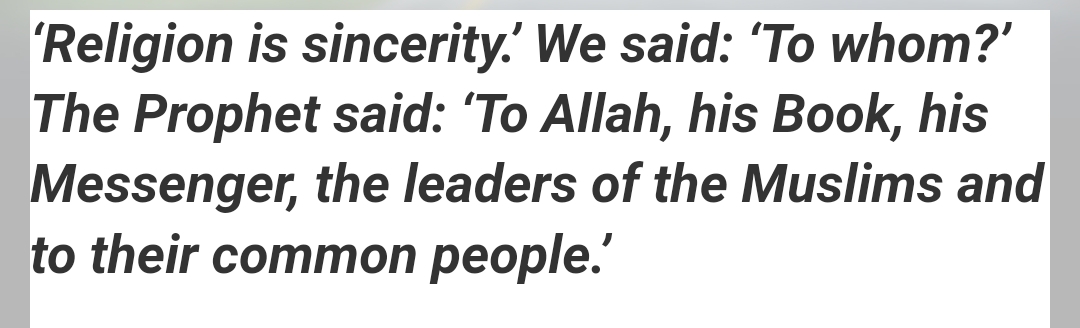 ‘Religion is sincerity.’ We said: ‘To whom?’
The Prophet said: ‘To Allah, his Book, his
Messenger, the leaders of the Muslims and
to their common people.’